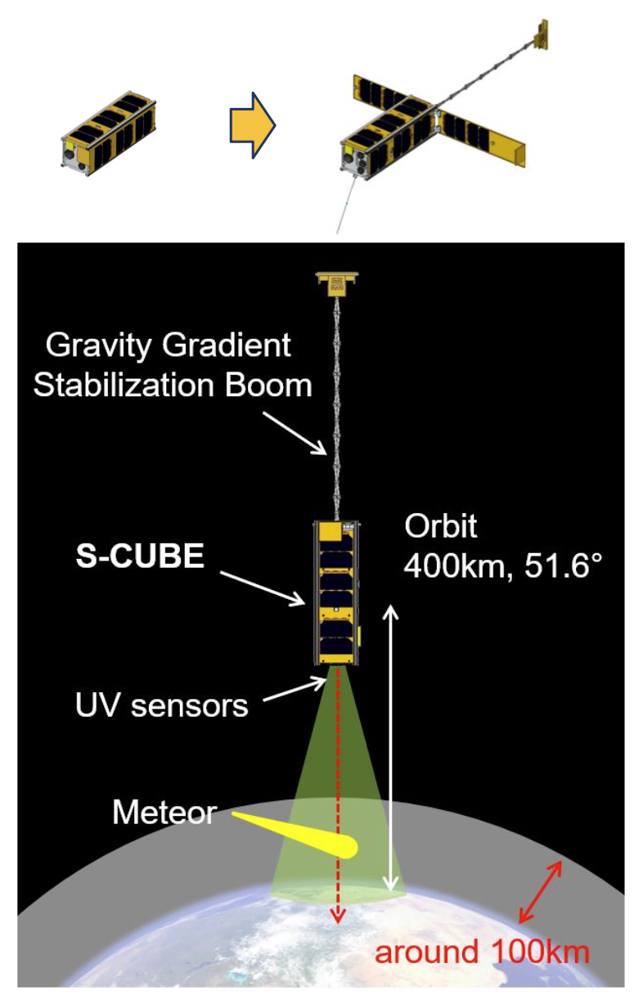 Gravity Gradient
Stabilization Boom
Orbit
400km, 51.6°
S-CUBE
UV sensors
Meteor
around 100km